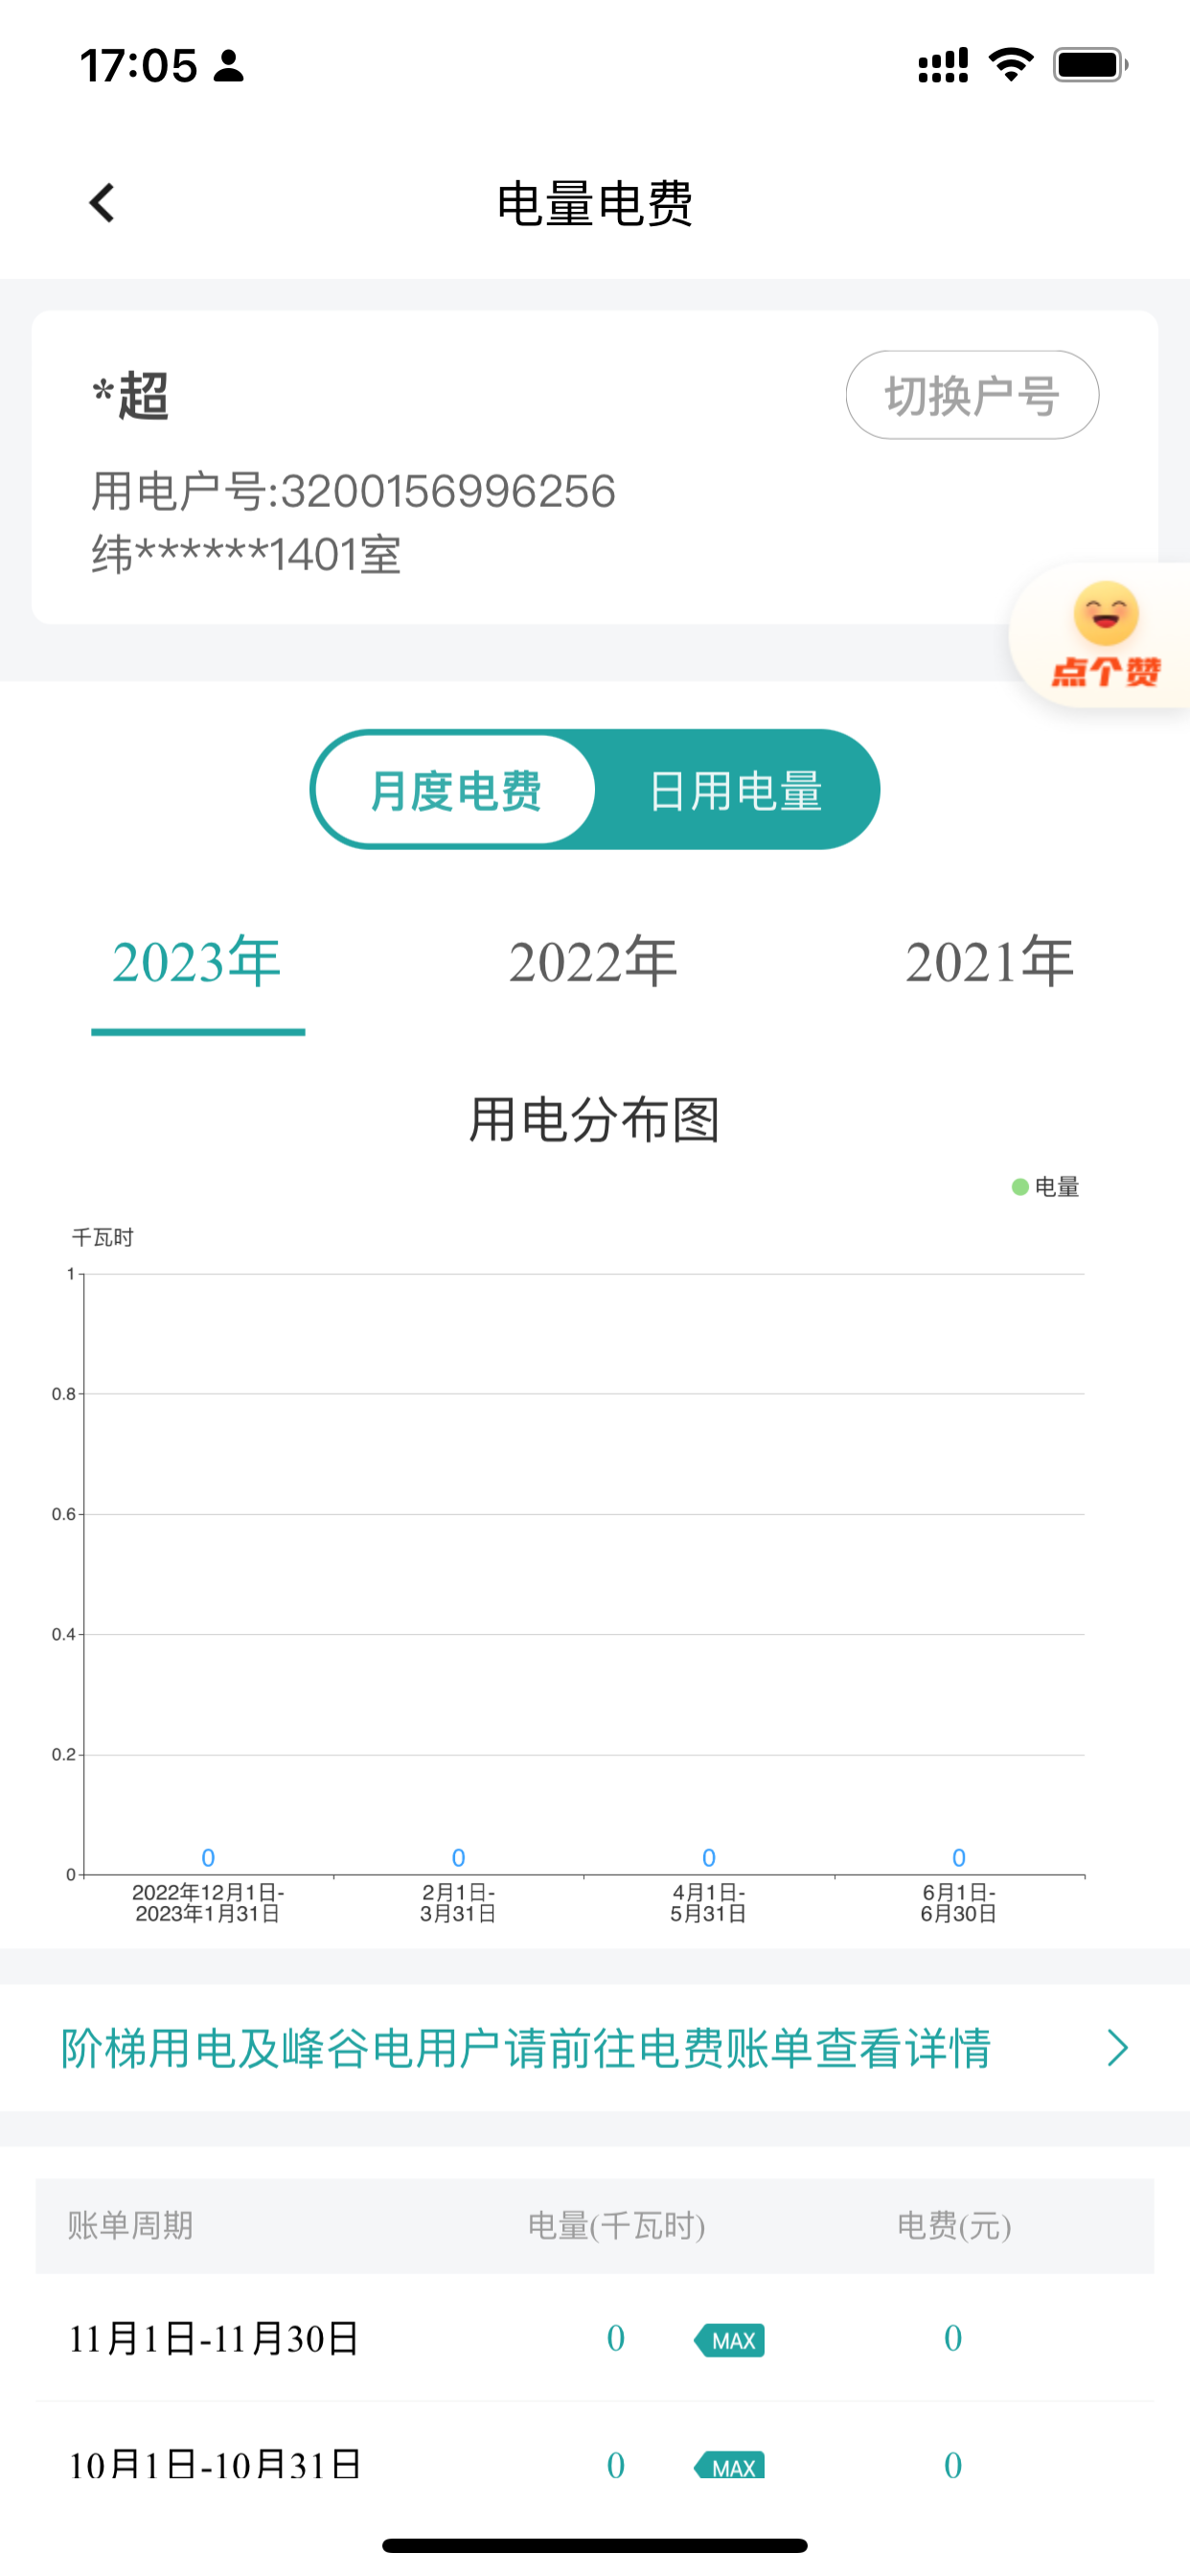 17:05
电量电费
*超
切换户号
用电户号:3200156996256
纬******1401室
点个赞
月度电费
日用电量
2023年
2022年
2021年
用电分布图
电量
千瓦时
1
0.8
0.6
0.4
0.2
0
0
0
0
0
2022年12月1日-
2023年1月31日
2月1日-
3月31日
4月1日-
5月31日
6月1日-
6月30日
阶梯用电及峰谷电用户请前往电费账单查看详情
账单周期 电量(千瓦时) 电费(元)
11月1日-11月30日 0 MAX 0
10月1日-10月31日 0 MAX 0